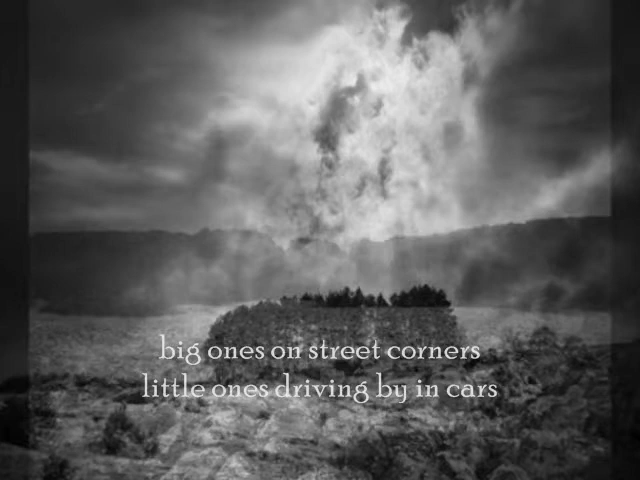 big ones on street corners
little ones driving by in cars